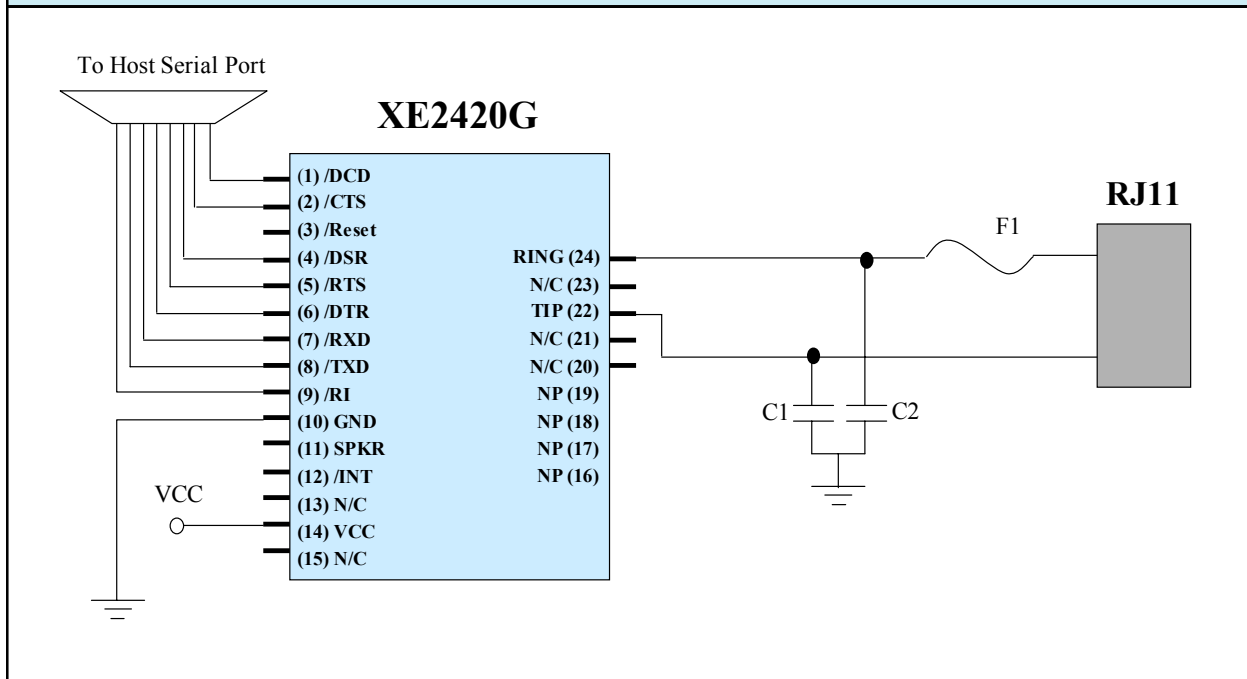 To Host Serial Port
XE2420G
RJ11
F1
(1) /DCD
(2) /CTS
(3) /Reset
(4) /DSR
(5) /RTS
(6) /DTR
(7) /RXD
(8) /TXD
(9) /RI
(10) GND
(11) SPKR
(12) /INT
(13) N/C
(14) VCC
(15) N/C
RING (24)
N/C (23)
TIP (22)
N/C (21)
N/C (20)
NP (19)
NP (18)
NP (17)
NP (16)
C1
C2
VCC